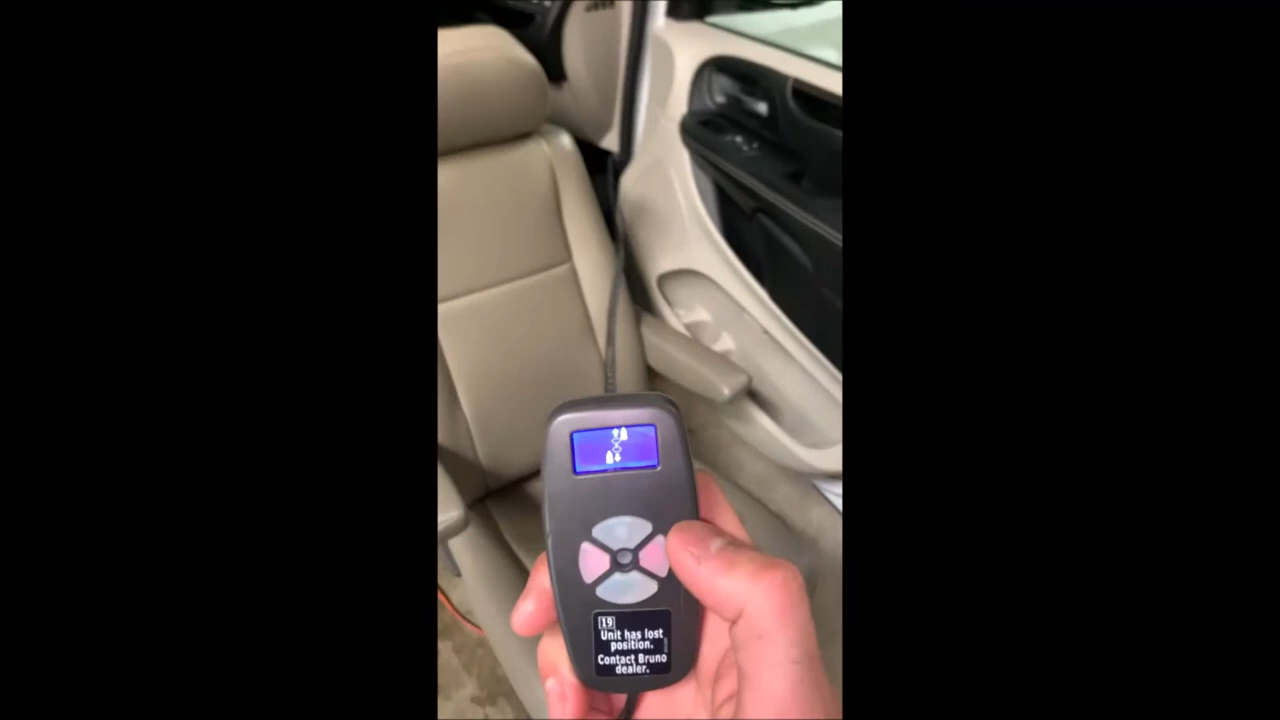 19
Unit has lost
position.
Contact Bruno
dealer.